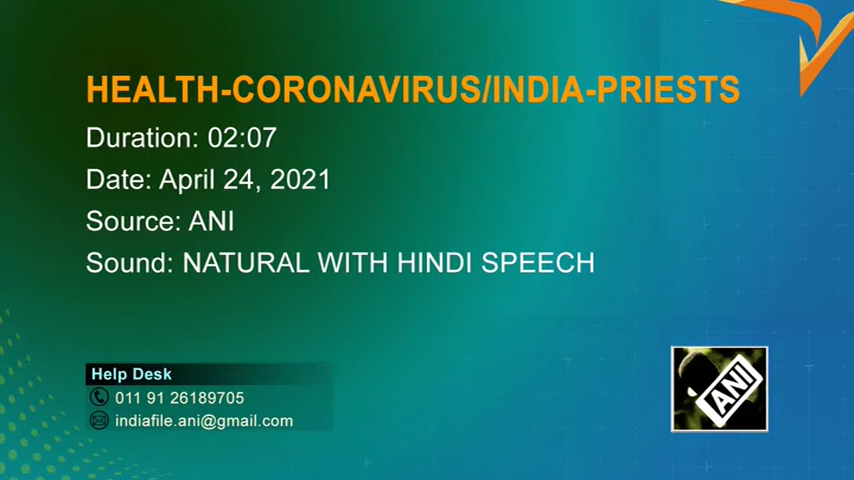 HEALTH-CORONAVIRUS/INDIA-PRIESTS
Duration: 02:07
Date: April 24, 2021
Source: ANI
Sound: NATURAL WITH HINDI SPEECH
Help Desk
011 91 26189705
indiafile.ani@gmail.com
ANI